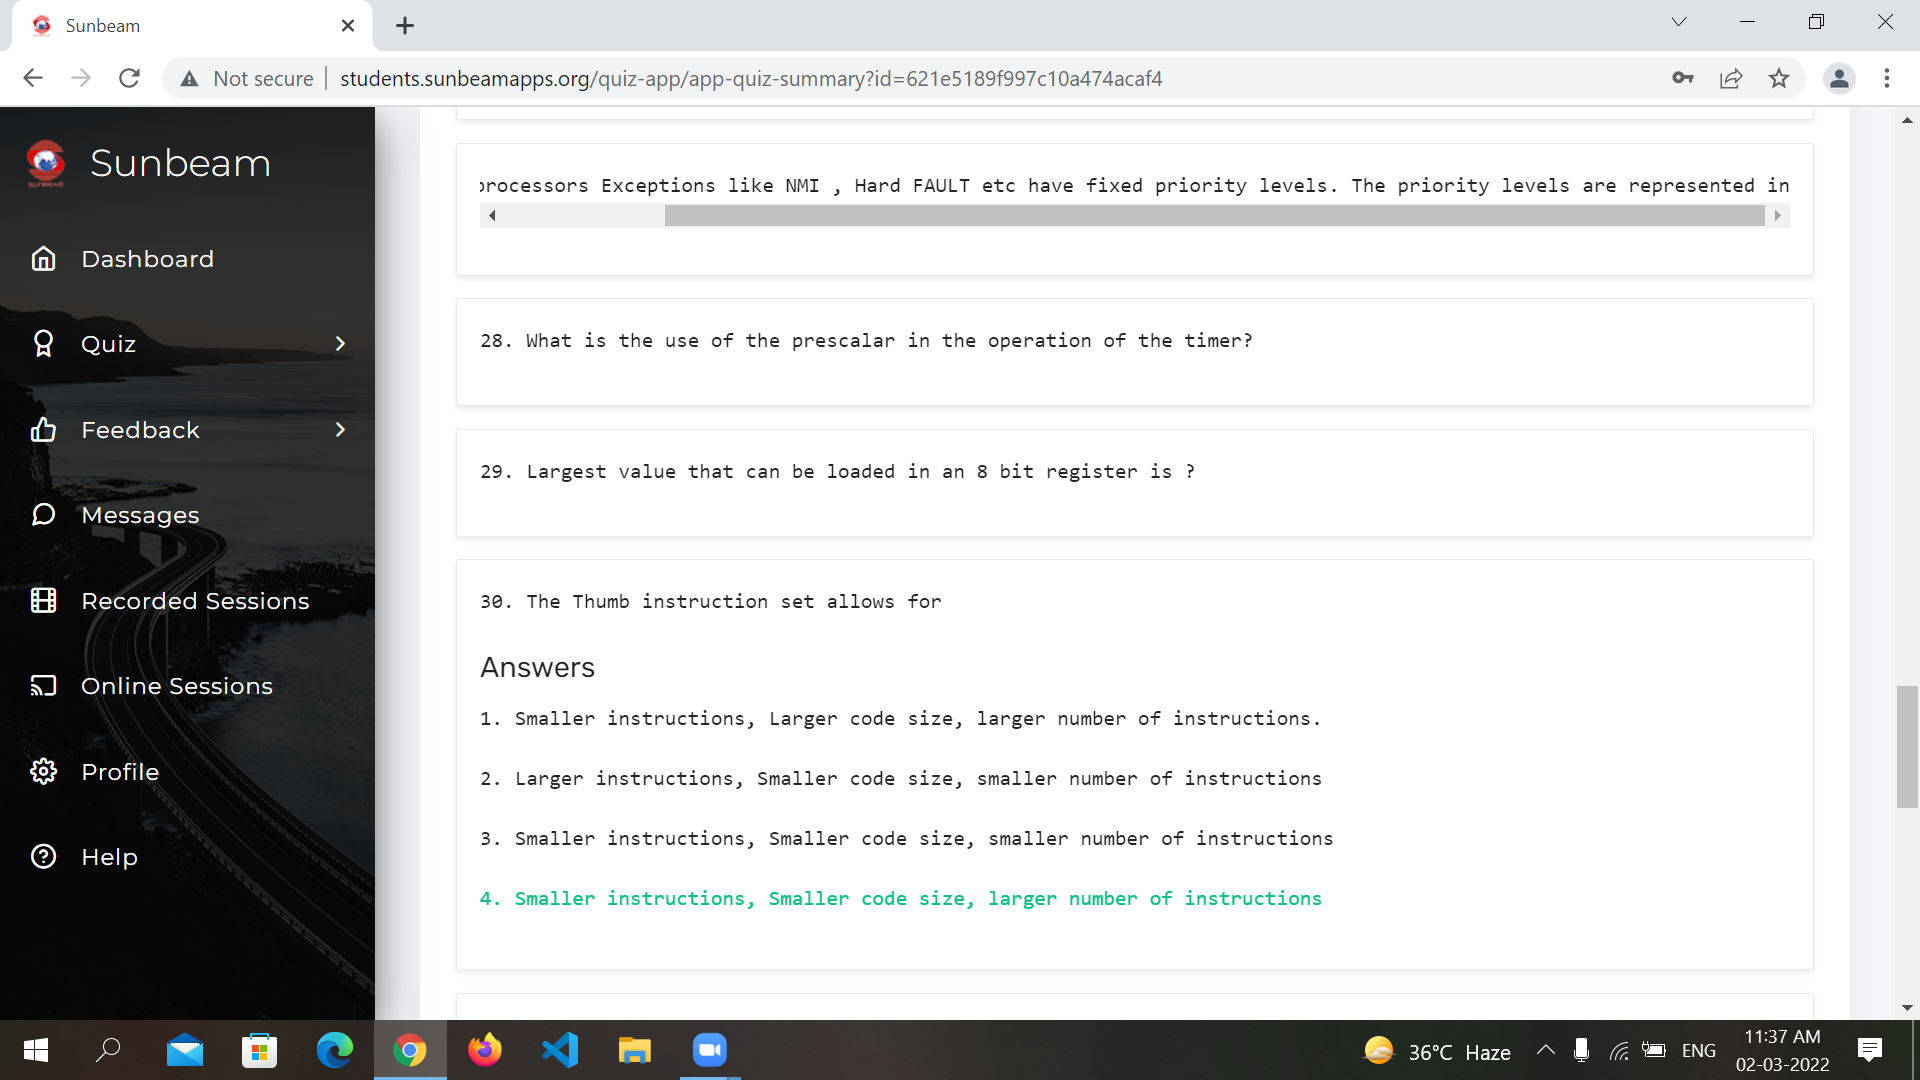 Sunbeam
Not secure
students.sunbeamapps.org/quiz-app/app-quiz-summary?id=621e5189f997c10a474acaf4
Sunbeam
Dashboard
Quiz
Feedback
Messages
Recorded Sessions
Online Sessions
Profile
Help
processors Exceptions like NMI , Hard FAULT etc have fixed priority levels. The priority levels are represented in
28. What is the use of the prescalar in the operation of the timer?
29. Largest value that can be loaded in an 8 bit register is ?
30. The Thumb instruction set allows for
Answers
1. Smaller instructions, Larger code size, larger number of instructions.
2. Larger instructions, Smaller code size, smaller number of instructions
3. Smaller instructions, Smaller code size, smaller number of instructions
4. Smaller instructions, Smaller code size, larger number of instructions
36°C Haze
ENG
11:37 AM
02-03-2022